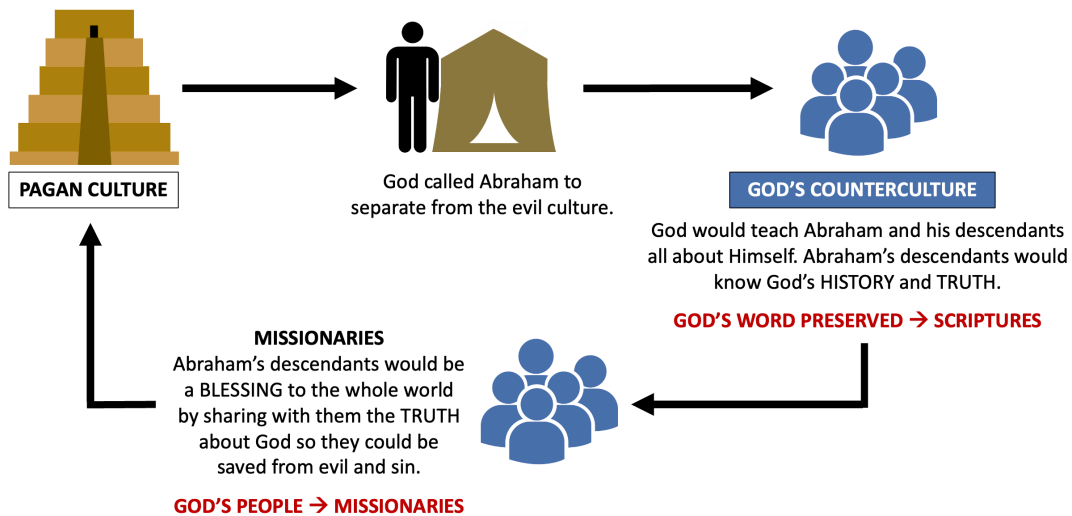 PAGAN CULTURE
God called Abraham to
separate from the evil culture.
GOD’S COUNTERCULTURE
God would teach Abraham and his descendants
all about Himself. Abraham’s descendants would
know God’s HISTORY and TRUTH.
GOD’S WORD PRESERVED → SCRIPTURES
MISSIONARIES
Abraham’s descendants would be
a BLESSING to the whole world
by sharing with them the TRUTH
about God so they could be
saved from evil and sin.
GOD’S PEOPLE → MISSIONARIES